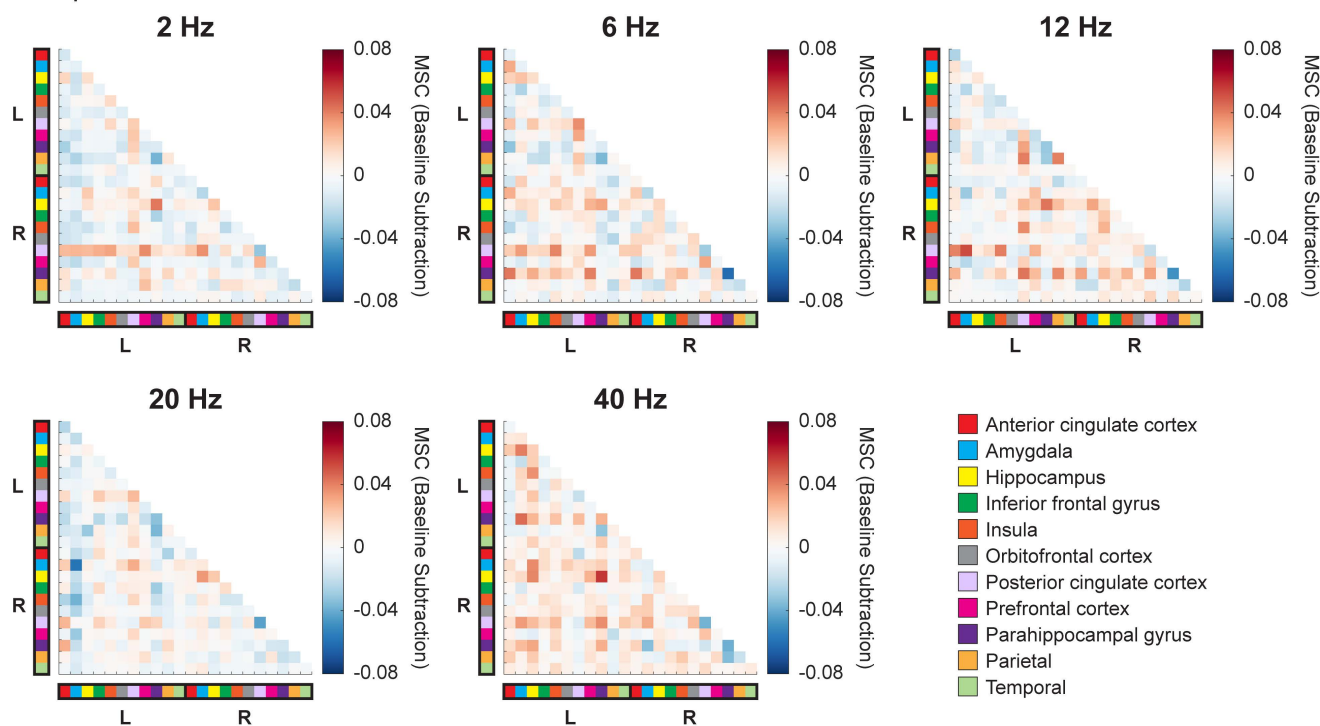 2 Hz
6 Hz
12 Hz
0.08
0.04
0
-0.04
-0.08
MSC (Baseline Subtraction)
L
R
L
R
0.08
0.04
0
-0.04
-0.08
MSC (Baseline Subtraction)
L
R
L
R
0.08
0.04
0
-0.04
-0.08
MSC (Baseline Subtraction)
L
R
L
R
20 Hz
40 Hz
0.08
0.04
0
-0.04
-0.08
MSC (Baseline Subtraction)
L
R
L
R
0.08
0.04
0
-0.04
-0.08
MSC (Baseline Subtraction)
L
R
L
R
Anterior cingulate cortex
Amygdala
Hippocampus
Inferior frontal gyrus
Insula
Orbitofrontal cortex
Posterior cingulate cortex
Prefrontal cortex
Parahippocampal gyrus
Parietal
Temporal